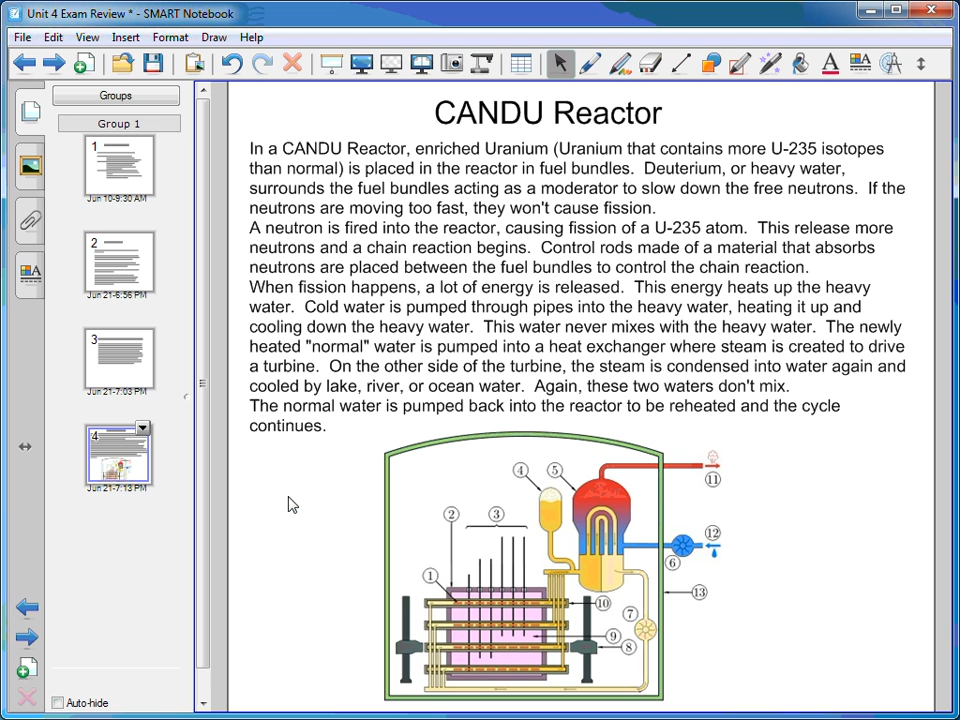 Unit 4 Exam Review * - SMART Notebook
File Edit View Insert Format Draw Help
Groups
Group 1
1
Jun 10-9:30 AM
2
Jun 21-6:56 PM
3
Jun 21-7:03 PM
4
Jun 21-7:13 PM
Auto-hide
CANDU Reactor
In a CANDU Reactor, enriched Uranium (Uranium that contains more U-235 isotopes
than normal) is placed in the reactor in fuel bundles. Deuterium, or heavy water,
surrounds the fuel bundles acting as a moderator to slow down the free neutrons. If the
neutrons are moving too fast, they won't cause fission.
A neutron is fired into the reactor, causing fission of a U-235 atom. This release more
neutrons and a chain reaction begins. Control rods made of a material that absorbs
neutrons are placed between the fuel bundles to control the chain reaction.
When fission happens, a lot of energy is released. This energy heats up the heavy
water. Cold water is pumped through pipes into the heavy water, heating it up and
cooling down the heavy water. This water never mixes with the heavy water. The newly
heated "normal" water is pumped into a heat exchanger where steam is created to drive
a turbine. On the other side of the turbine, the steam is condensed into water again and
cooled by lake, river, or ocean water. Again, these two waters don't mix.
The normal water is pumped back into the reactor to be reheated and the cycle
continues.
4 5
11
2 3
12
6
1
13
10
7
9
8